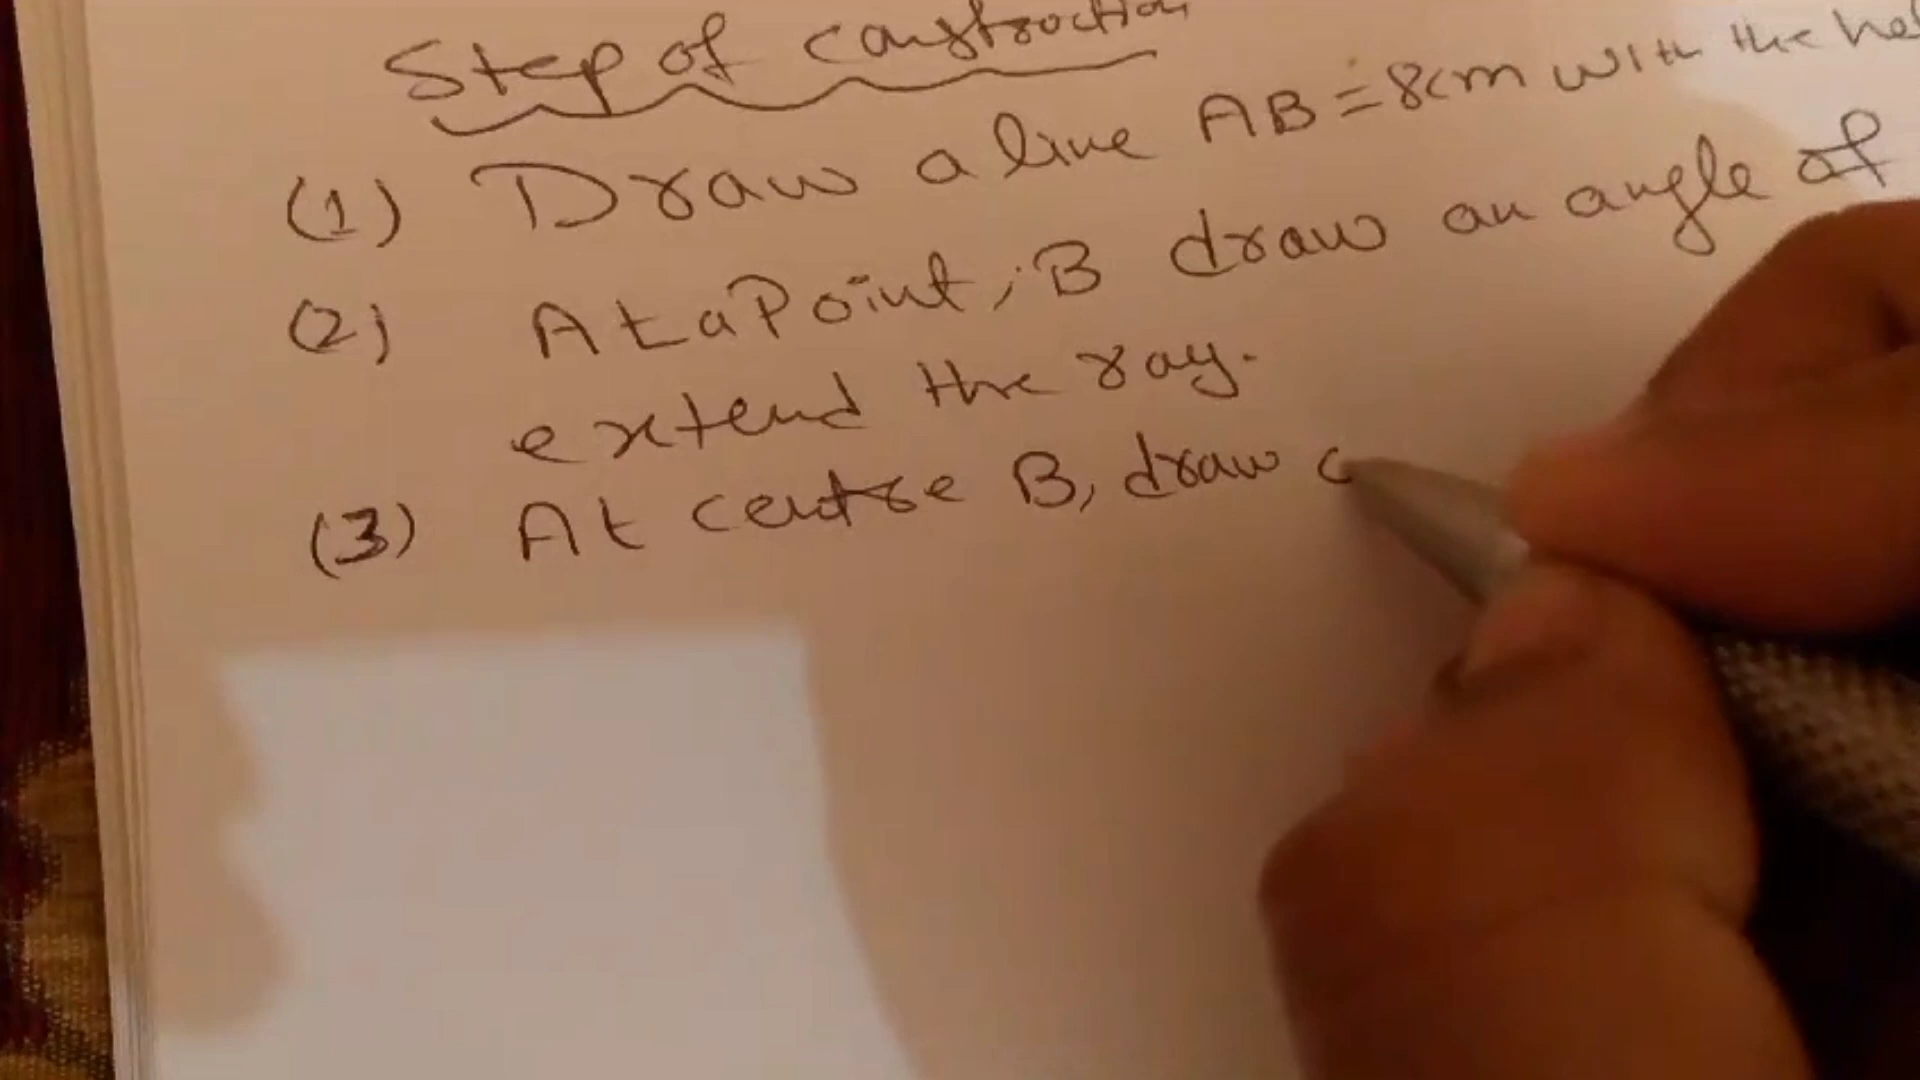 Step of construction
(1) Draw a line AB = 8cm with the
(2) At a Point, B draw an angle of
extend the ray.
(3) At centre B, draw